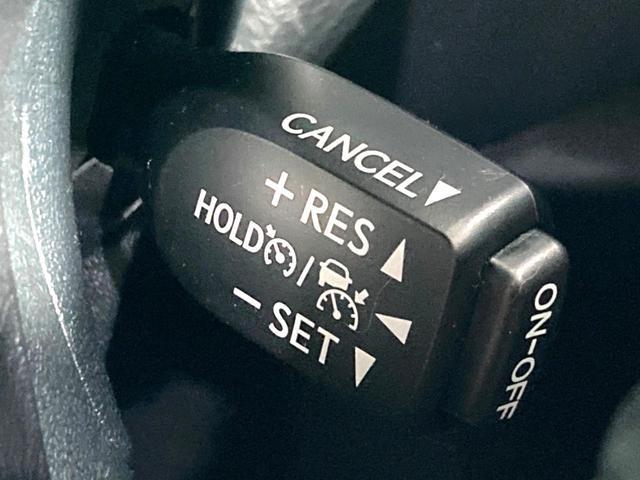 CANCEL
+ RES
HOLD /
- SET
ON-OFF